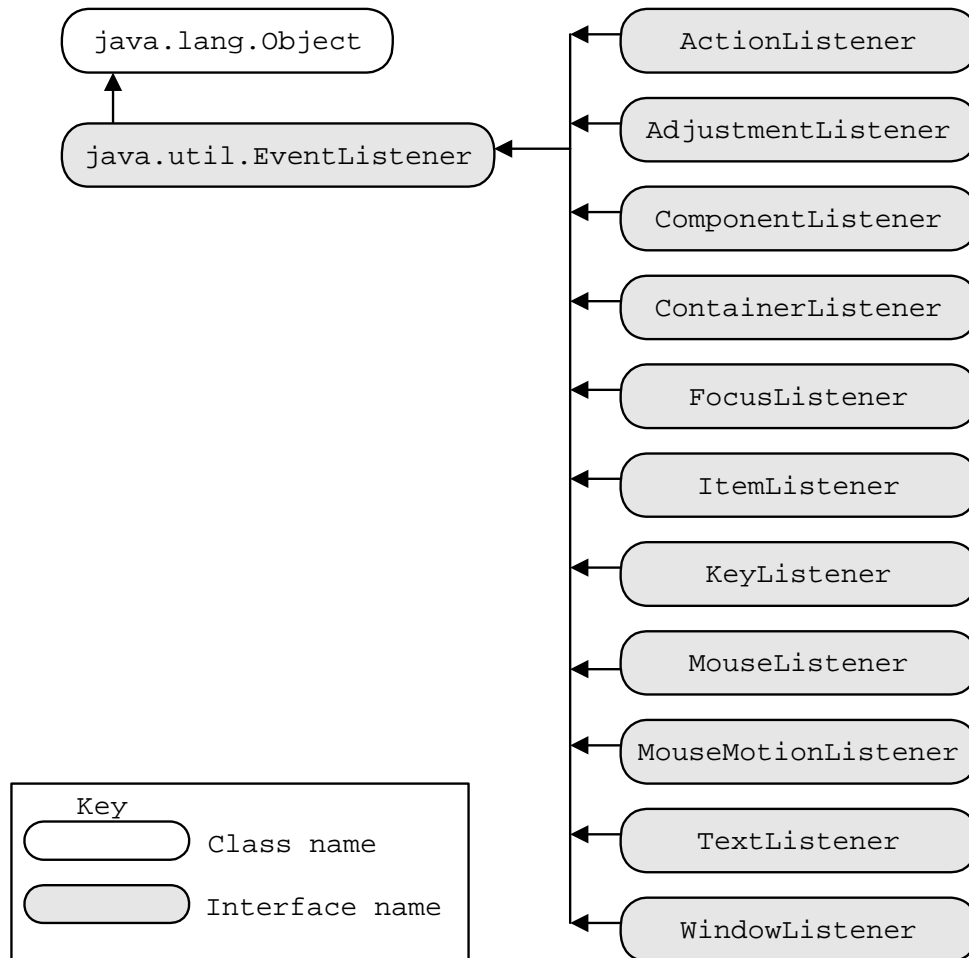 java.lang.Object
java.util.EventListener
ActionListener
AdjustmentListener
ComponentListener
ContainerListener
FocusListener
ItemListener
KeyListener
MouseListener
MouseMotionListener
TextListener
WindowListener
Key
Class name
Interface name